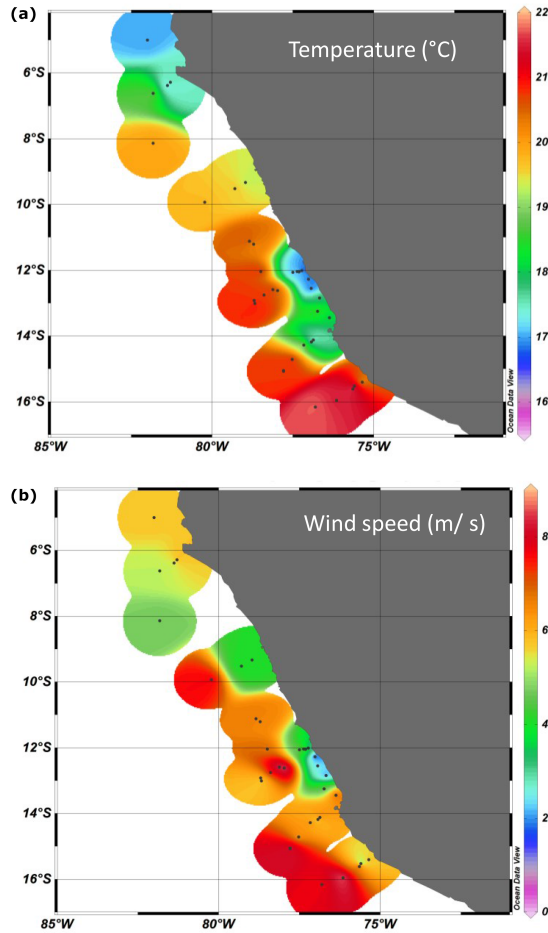 (a)
Temperature (°C)
6°S
8°S
10°S
12°S
14°S
16°S
85°W
80°W
75°W
22
21
20
19
18
17
16
Ocean Data View
(b)
Wind speed (m/ s)
6°S
8°S
10°S
12°S
14°S
16°S
85°W
80°W
75°W
8
6
4
2
0
Ocean Data View